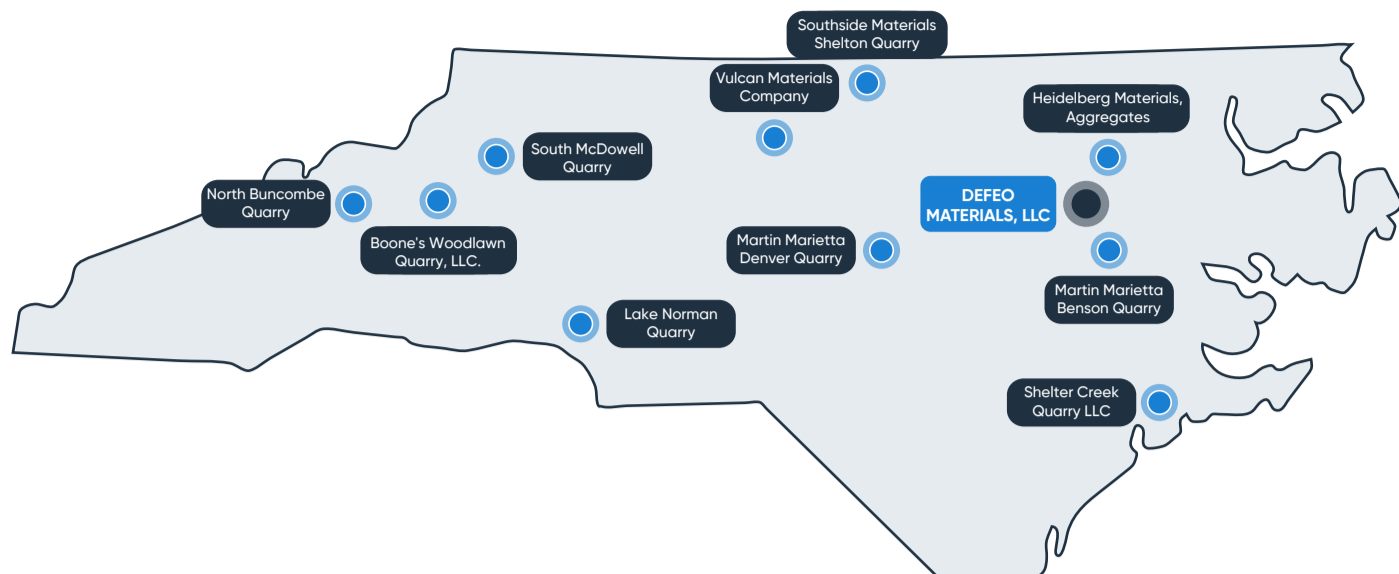 Southside Materials
Shelton Quarry
Vulcan Materials
Company
Heidelberg Materials,
Aggregates
South McDowell
Quarry
North Buncombe
Quarry
DEFEO
MATERIALS, LLC
Boone's Woodlawn
Quarry, LLC.
Martin Marietta
Denver Quarry
Martin Marietta
Benson Quarry
Lake Norman
Quarry
Shelter Creek
Quarry LLC